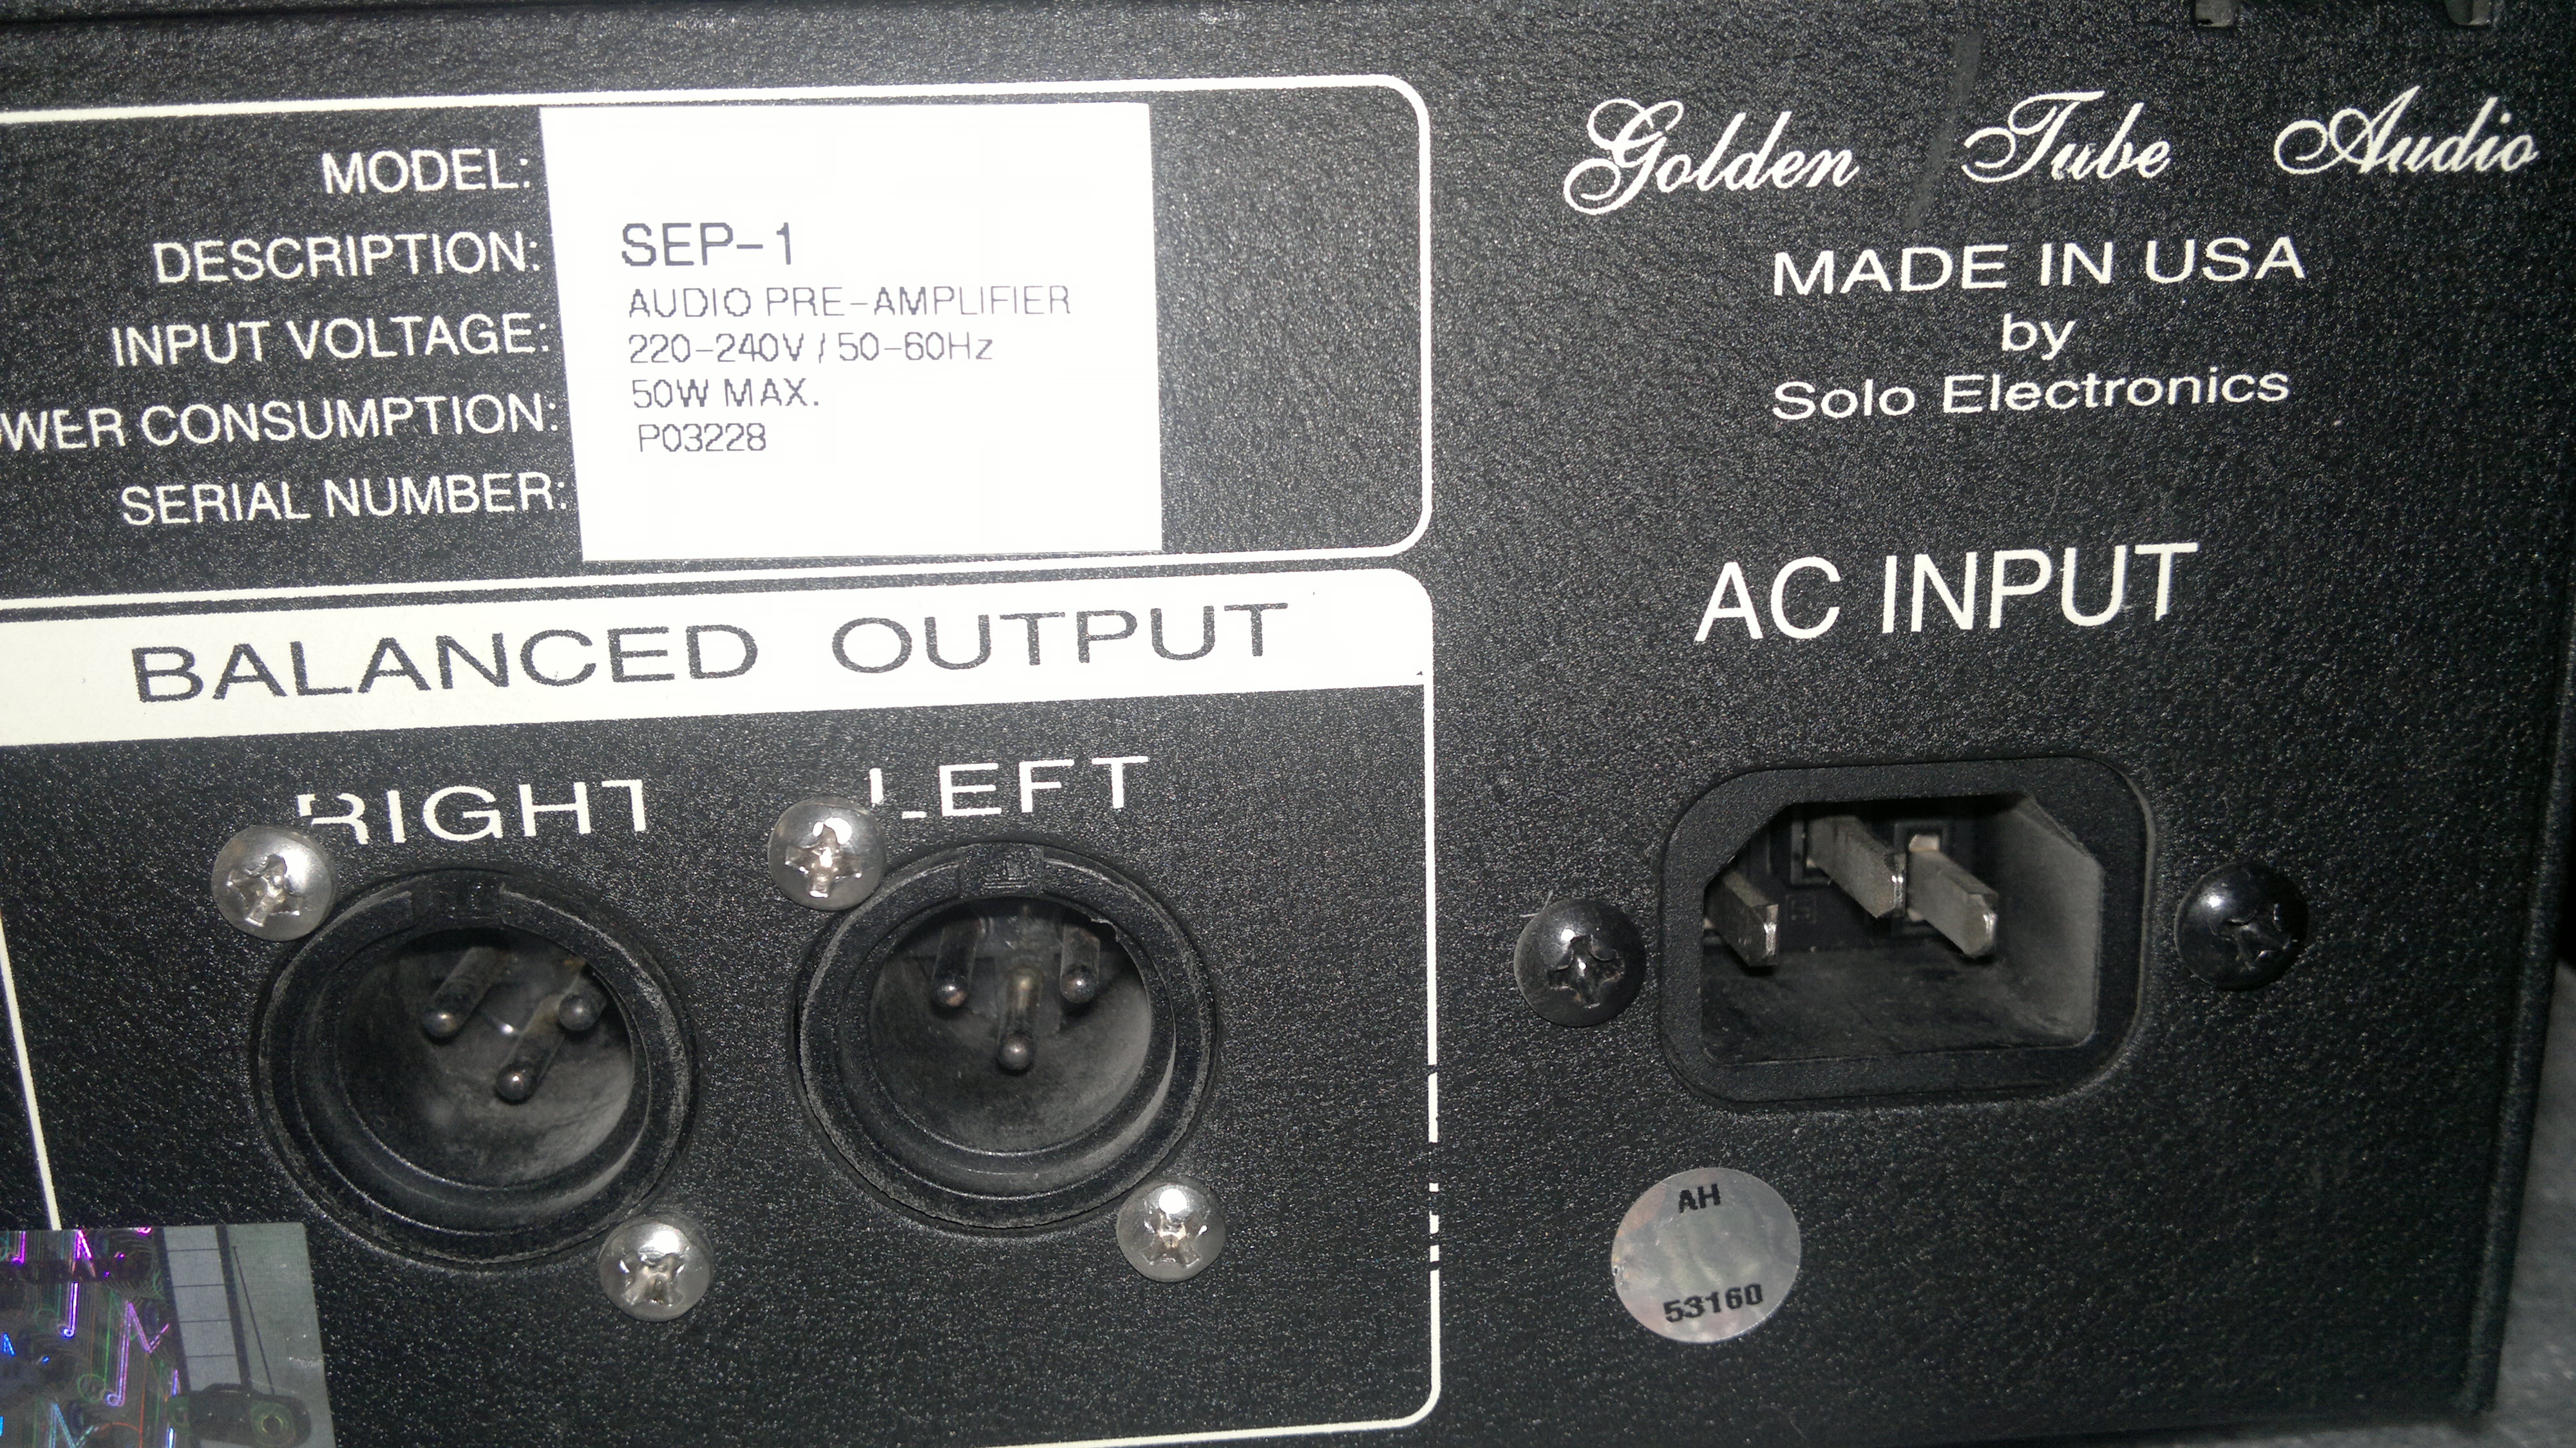 MODEL:
DESCRIPTION:
INPUT VOLTAGE:
OWER CONSUMPTION:
SERIAL NUMBER:
SEP-1
AUDIO PRE-AMPLIFIER
220-240V / 50-60Hz
50W MAX.
P03228
Golden Tube Audio
MADE IN USA
by
Solo Electronics
BALANCED OUTPUT
RIGHT
LEFT
AC INPUT
AH
53160